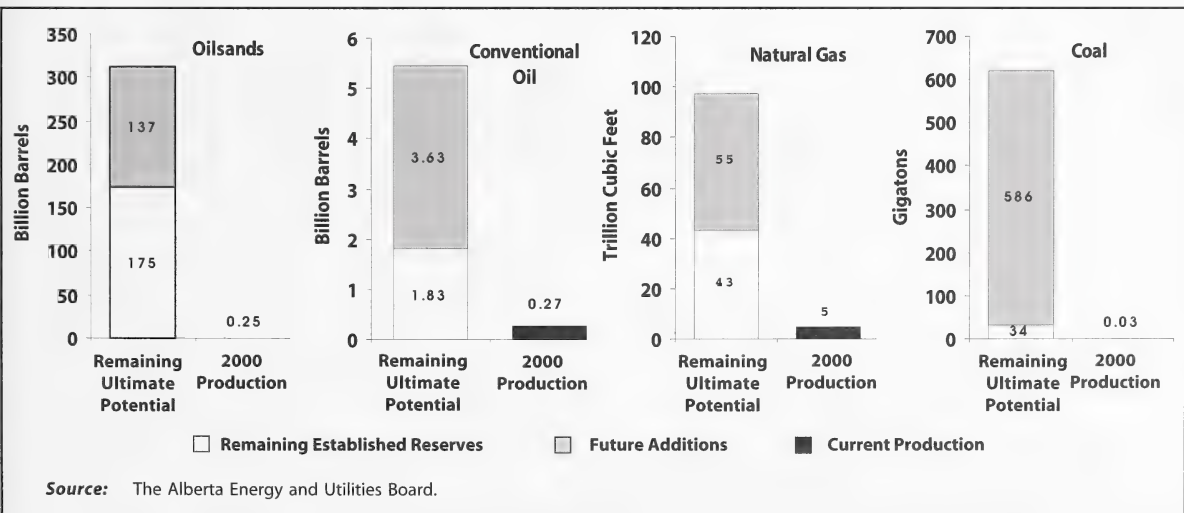 Oilsands
Billion Barrels
350
300
250
200
150
100
50
0
137
175
0.25
Remaining
Ultimate
Potential
2000
Production
Conventional
Oil
Billion Barrels
6
5
4
3
2
1
0
3.63
1.83
0.27
Remaining
Ultimate
Potential
2000
Production
Natural Gas
Trillion Cubic Feet
120
100
80
60
40
20
0
55
43
5
Remaining
Ultimate
Potential
2000
Production
Coal
Gigatons
700
600
500
400
300
200
100
0
586
34
0.03
Remaining
Ultimate
Potential
2000
Production
Remaining Established Reserves
Future Additions
Current Production
Source: The Alberta Energy and Utilities Board.